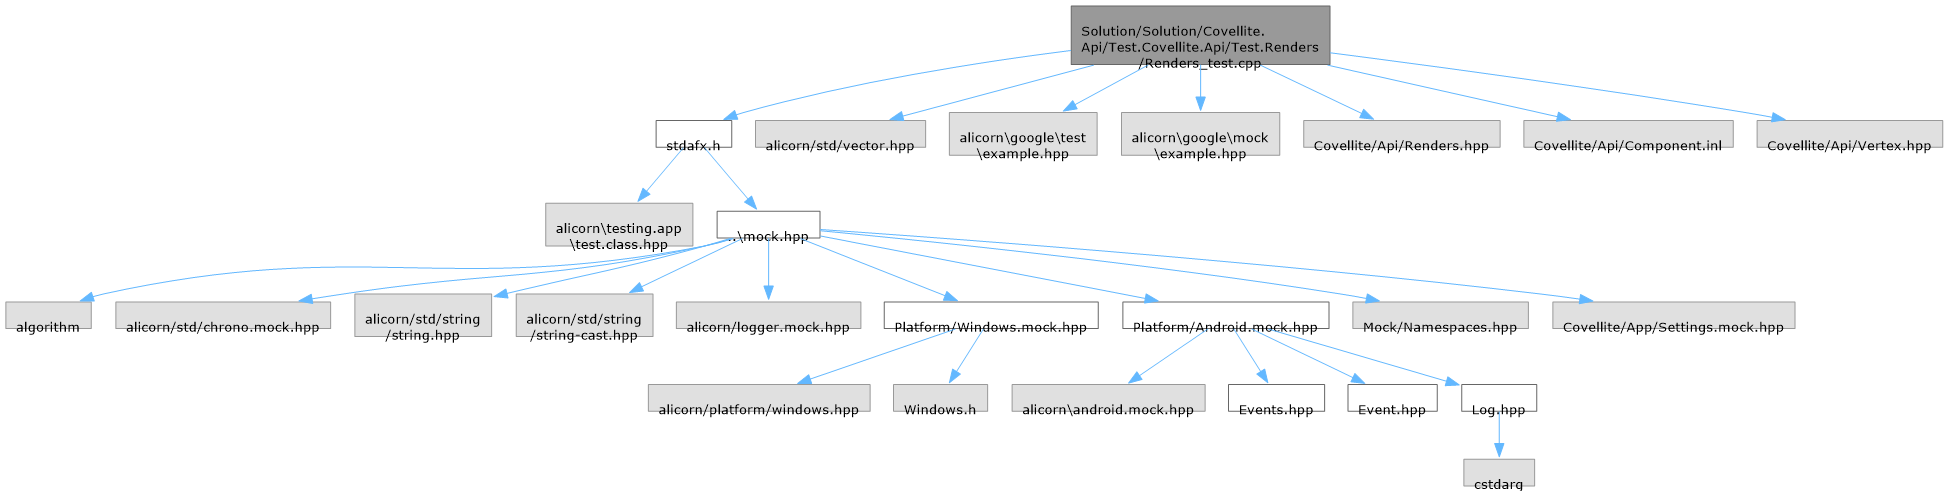 Solution/Solution/Covellite.
Api/Test.Covellite.Api/Test.Renders
/Renders_test.cpp
stdafx.h
alicorn/std/vector.hpp
alicorn\google\test
\example.hpp
alicorn\google\mock
\example.hpp
Covellite/Api/Renders.hpp
Covellite/Api/Component.inl
Covellite/Api/Vertex.hpp
alicorn\testing.app
\test.class.hpp
..\mock.hpp
algorithm
alicorn/std/chrono.mock.hpp
alicorn/std/string
/string.hpp
alicorn/std/string
/string-cast.hpp
alicorn/logger.mock.hpp
Platform/Windows.mock.hpp
Platform/Android.mock.hpp
Mock/Namespaces.hpp
Covellite/App/Settings.mock.hpp
alicorn/platform/windows.hpp
Windows.h
alicorn\android.mock.hpp
Events.hpp
Event.hpp
Log.hpp
cstdarg